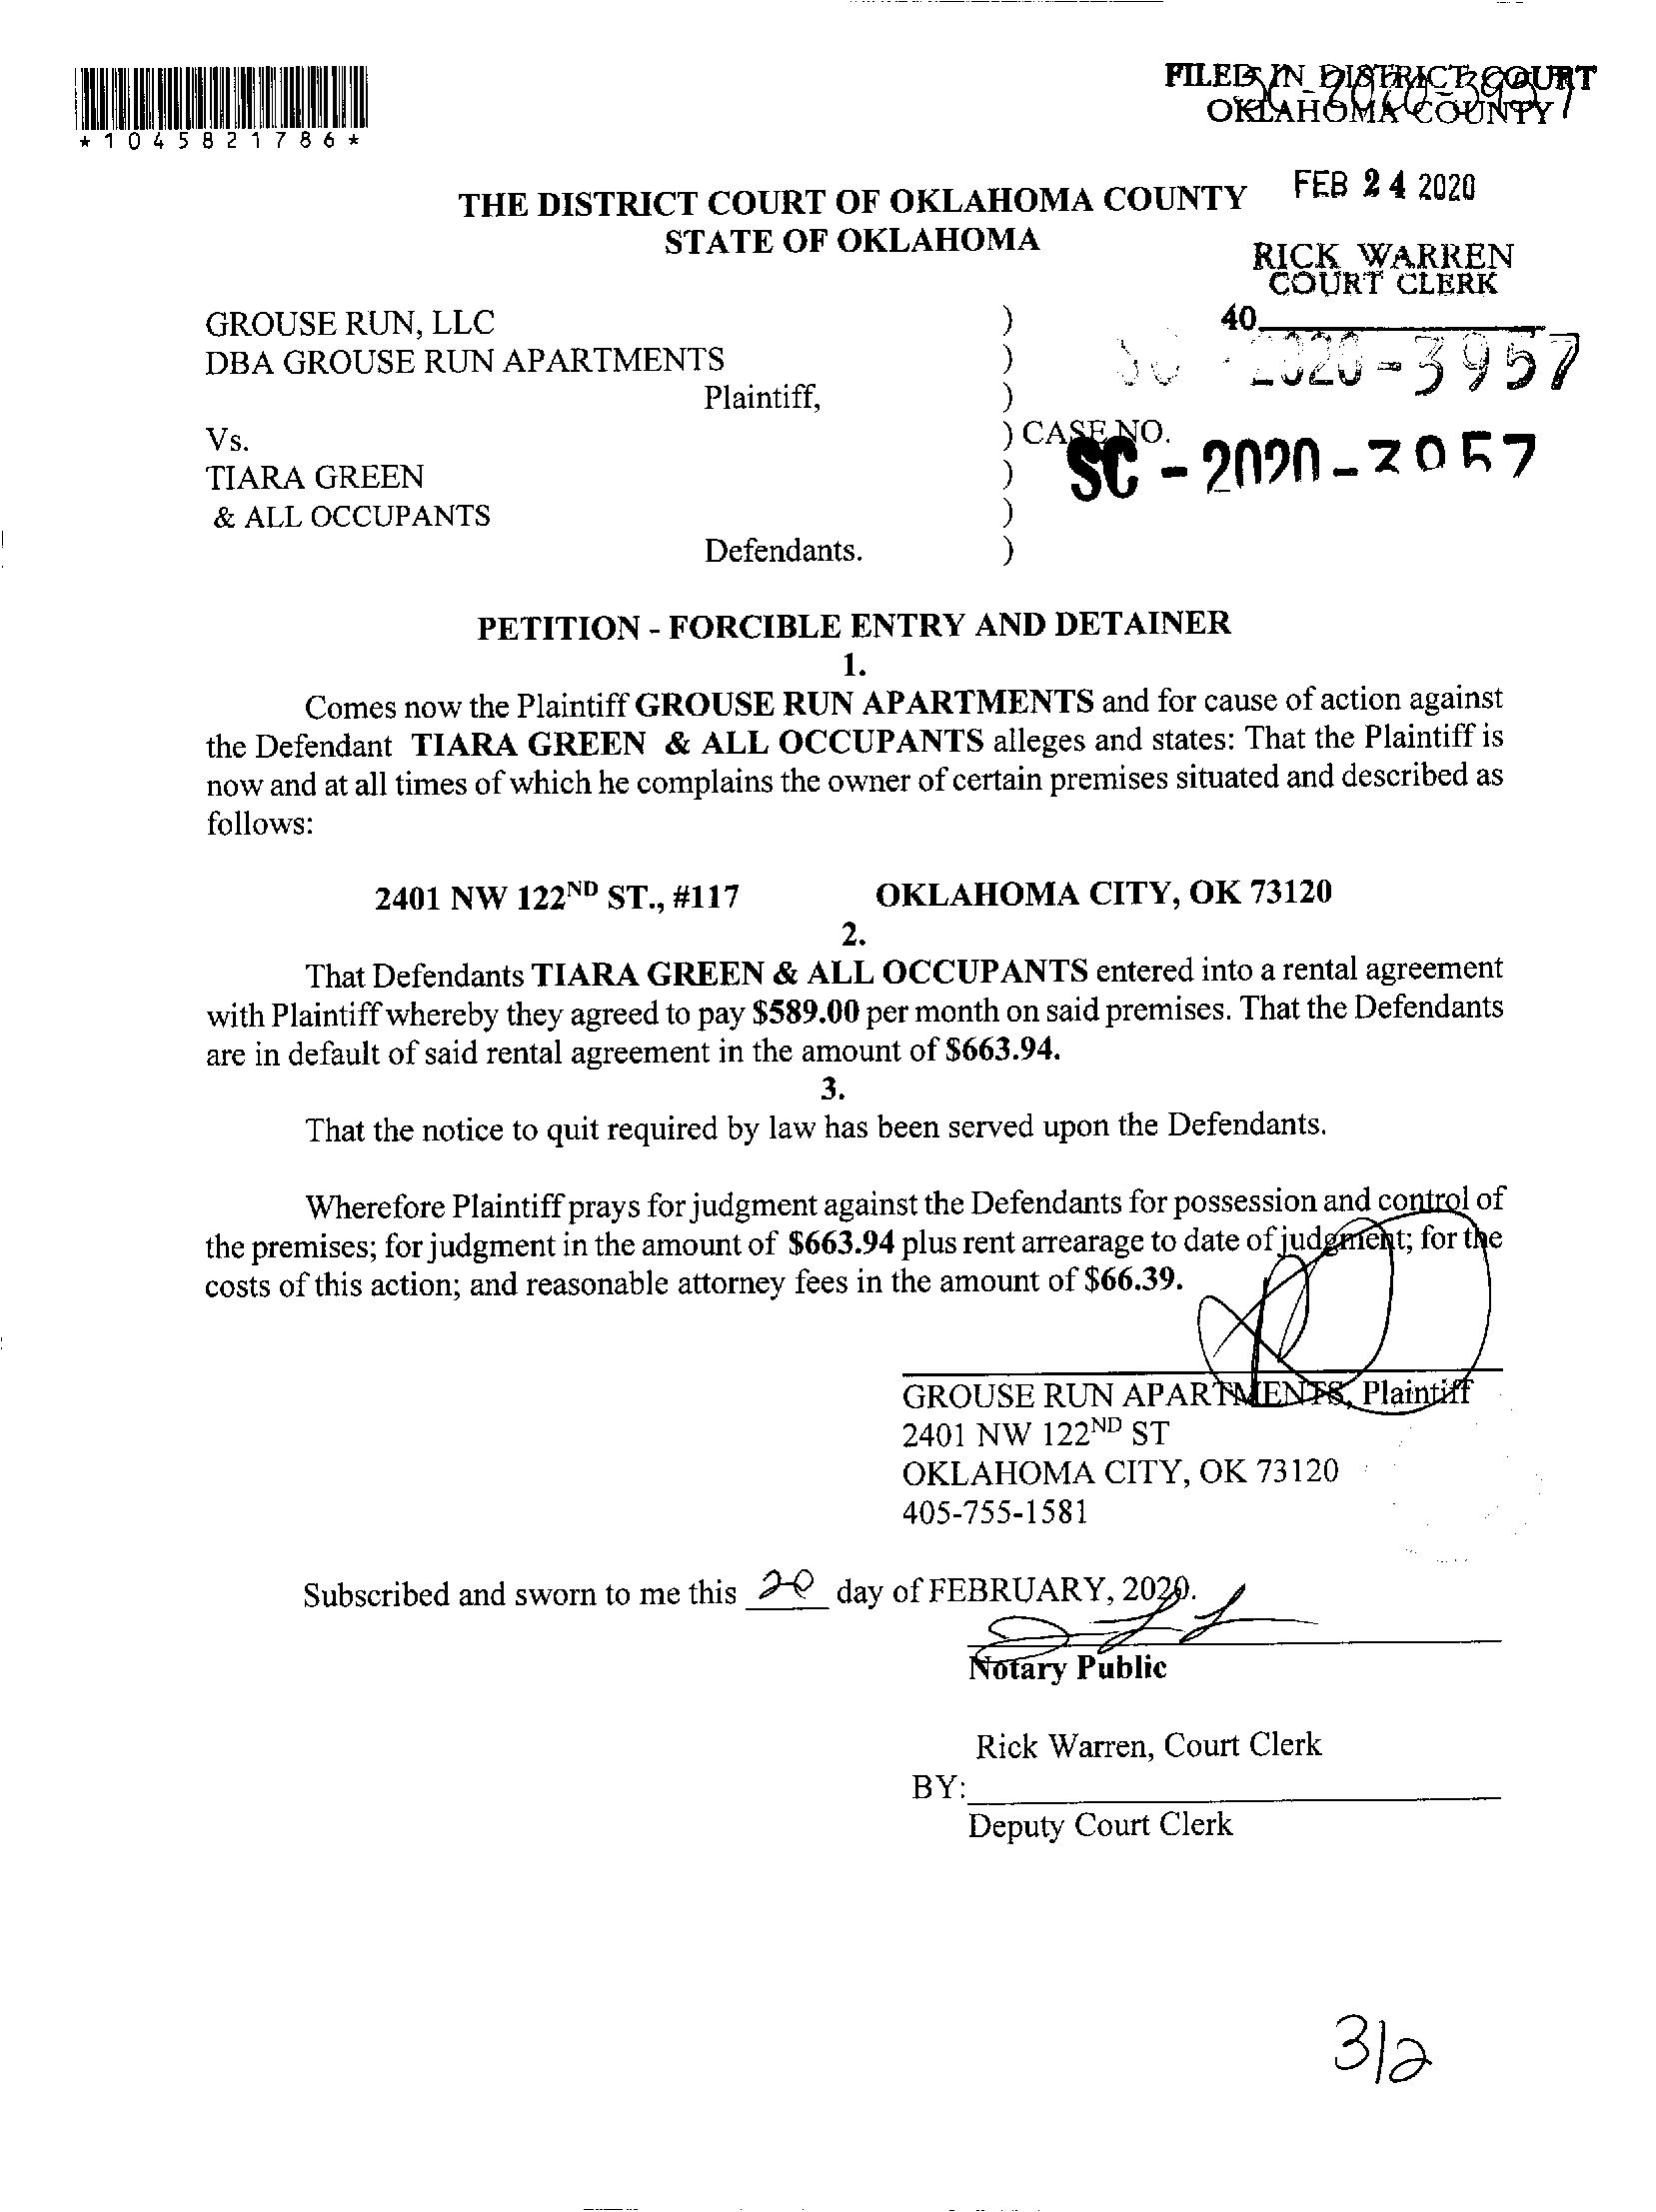 FILED IN DISTRICT COURT
OKLAHOMA COUNTY
SC-2020-3957
*1045821786*
FEB 24 2020
THE DISTRICT COURT OF OKLAHOMA COUNTY
STATE OF OKLAHOMA
RICK WARREN
COURT CLERK
40
GROUSE RUN, LLC )
DBA GROUSE RUN APARTMENTS )
SC-2020-3957
Plaintiff, )
Vs. ) CASE NO.
SC-2020-3957
TIARA GREEN )
& ALL OCCUPANTS )
Defendants. )
PETITION - FORCIBLE ENTRY AND DETAINER
1.
Comes now the Plaintiff GROUSE RUN APARTMENTS and for cause of action against
the Defendant TIARA GREEN & ALL OCCUPANTS alleges and states: That the Plaintiff is
now and at all times of which he complains the owner of certain premises situated and described as
follows:
2401 NW 122ND ST., #117 OKLAHOMA CITY, OK 73120
2.
That Defendants TIARA GREEN & ALL OCCUPANTS entered into a rental agreement
with Plaintiff whereby they agreed to pay $589.00 per month on said premises. That the Defendants
are in default of said rental agreement in the amount of $663.94.
3.
That the notice to quit required by law has been served upon the Defendants.
Wherefore Plaintiff prays for judgment against the Defendants for possession and control of
the premises; for judgment in the amount of $663.94 plus rent arrearage to date of judgment; for the
costs of this action; and reasonable attorney fees in the amount of $66.39.
GROUSE RUN APARTMENTS, Plaintiff
2401 NW 122ND ST
OKLAHOMA CITY, OK 73120
405-755-1581
Subscribed and sworn to me this 20 day of FEBRUARY, 2020.
Notary Public
Rick Warren, Court Clerk
BY:
Deputy Court Clerk
3/2